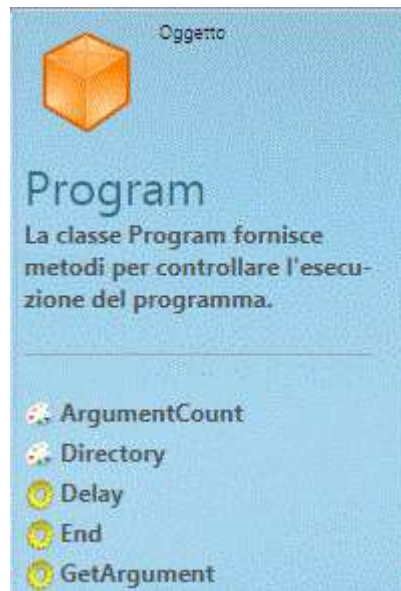 Oggetto
Program
La classe Program fornisce
metodi per controllare l'esecu-
zione del programma.
ArgumentCount
Directory
Delay
End
GetArgument